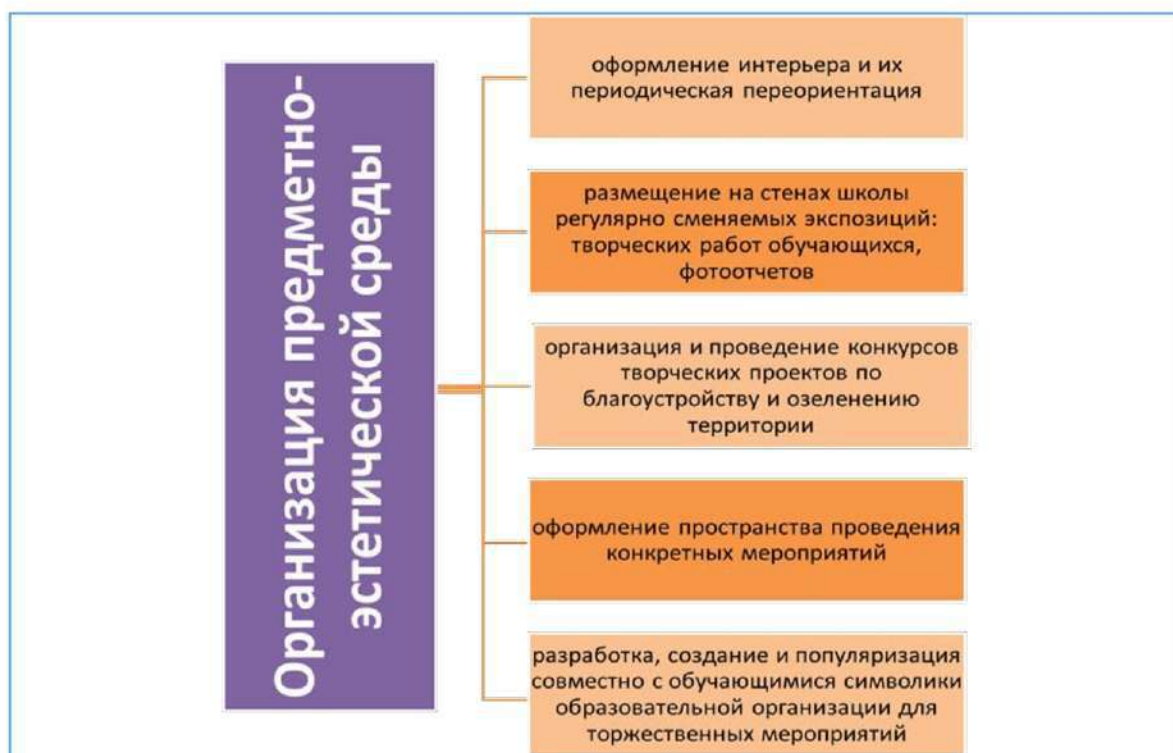 Организация предметно-
эстетической среды
оформление интерьера и их
периодическая переориентация
размещение на стенах школы
регулярно сменяемых экспозиций:
творческих работ обучающихся,
фотоотчетов
организация и проведение конкурсов
творческих проектов по
благоустройству и озеленению
территории
оформление пространства проведения
конкретных мероприятий
разработка, создание и популяризация
совместно с обучающимися символики
образовательной организации для
торжественных мероприятий